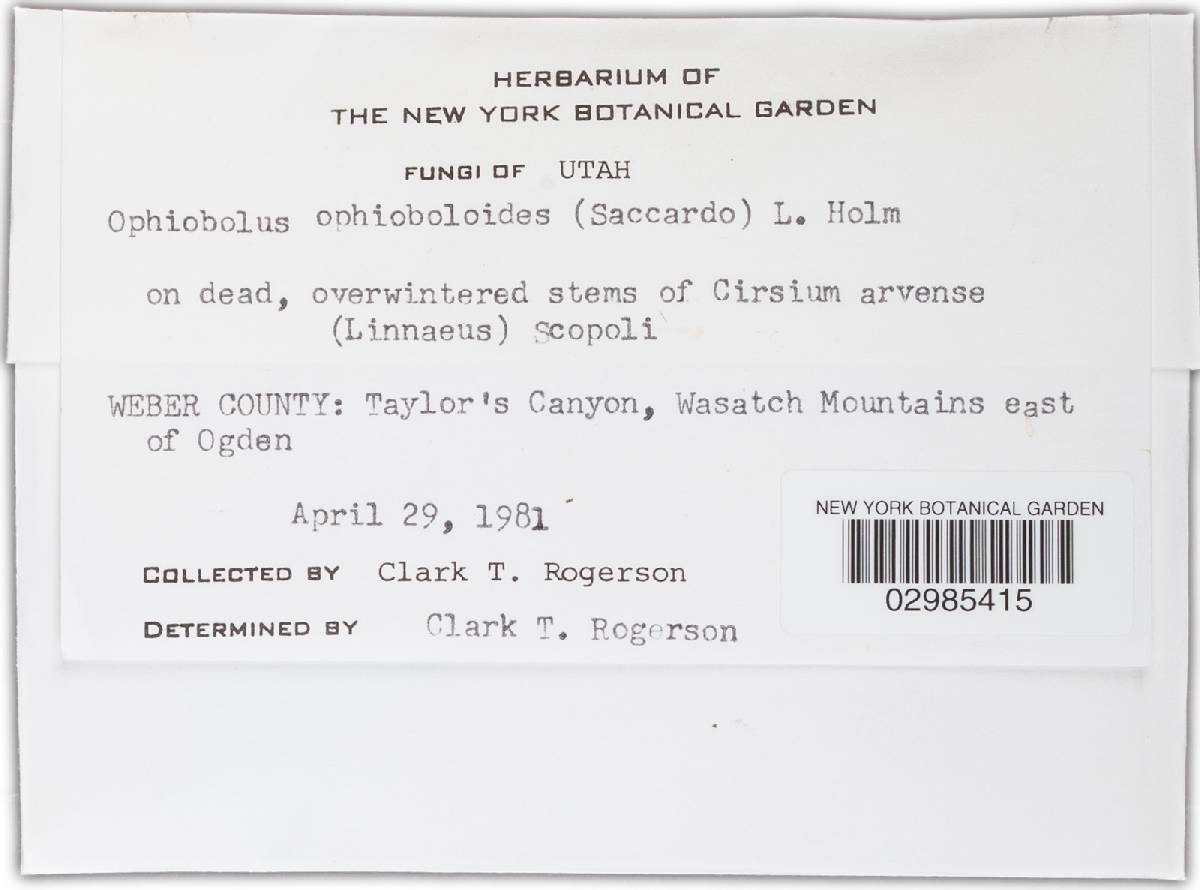 HERBARIUM OF
THE NEW YORK BOTANICAL GARDEN
FUNGI OF UTAH
Ophiobolus ophioboloides (Saccardo) L. Holm
on dead, overwintered stems of Cirsium arvense
(Linnaeus) Scopoli
WEBER COUNTY: Taylor's Canyon, Wasatch Mountains east
of Ogden
April 29, 1981
COLLECTED BY Clark T. Rogerson
DETERMINED BY Clark T. Rogerson
NEW YORK BOTANICAL GARDEN
02985415